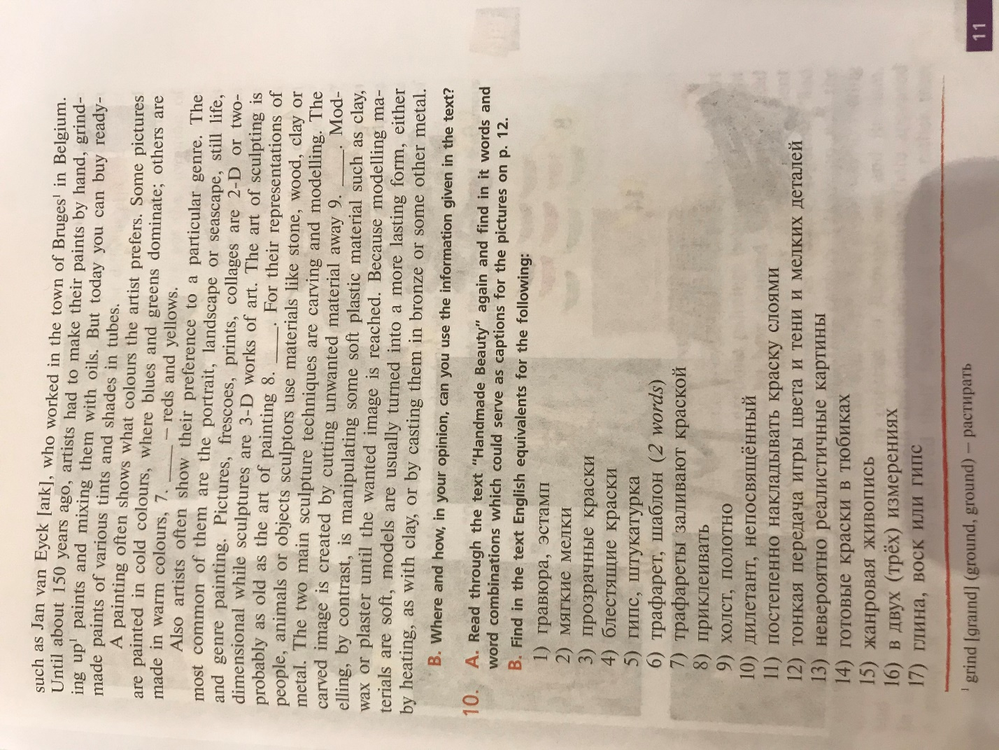 such as Jan van Eyck [aɪk], who worked in the town of Bruges¹ in Belgium.
Until about 150 years ago, artists had to make their paints by hand, grind-
ing up¹ paints and mixing them with oils. But today you can buy ready-
made paints of various tints and shades in tubes.
A painting often shows what colours the artist prefers. Some pictures
are painted in cold colours, where blues and greens dominate; others are
made in warm colours, 7. ____ – reds and yellows.
Also artists often show their preference to a particular genre. The
most common of them are the portrait, landscape or seascape, still life,
and genre painting. Pictures, frescoes, prints, collages are 2-D or two-
dimensional while sculptures are 3-D works of art. The art of sculpting is
probably as old as the art of painting 8. ____. For their representations of
people, animals or objects sculptors use materials like stone, wood, clay or
metal. The two main sculpture techniques are carving and modelling. The
carved image is created by cuting unwanted material away 9. ____. Mod-
elling, by contrast, is manipulating some soft plastic material such as clay,
wax or plaster until the wanted image is reached. Because modelling ma-
terials are soft, models are usually turned into a more lasting form, either
by heating, as with clay, or by casting them in bronze or some other metal.
B. Where and how, in your opinion, can you use the information given in the text?
10. A. Read through the text “Handmade Beauty” again and find in it words and
word combinations which could serve as captions for the pictures on p. 12.
B. Find in the text English equivalents for the following:
1) гравюра, эстамп
2) мягкие мелки
3) прозрачные краски
4) блестящие краски
5) гипс, штукатурка
6) трафарет, шаблон (2 words)
7) трафареты заливают краской
8) приклеивать
9) холст, полотно
10) дилетант, непосвящённый
11) постепенно накладывать краску слоями
12) тонкая передача игры цвета и тени и мелких деталей
13) невероятно реалистичные картины
14) готовые краски в тюбиках
15) жанровая живопись
16) в двух (трёх) измерениях
17) глина, воск или гипс
¹ grind [graɪnd] (ground, ground) – растирать
11